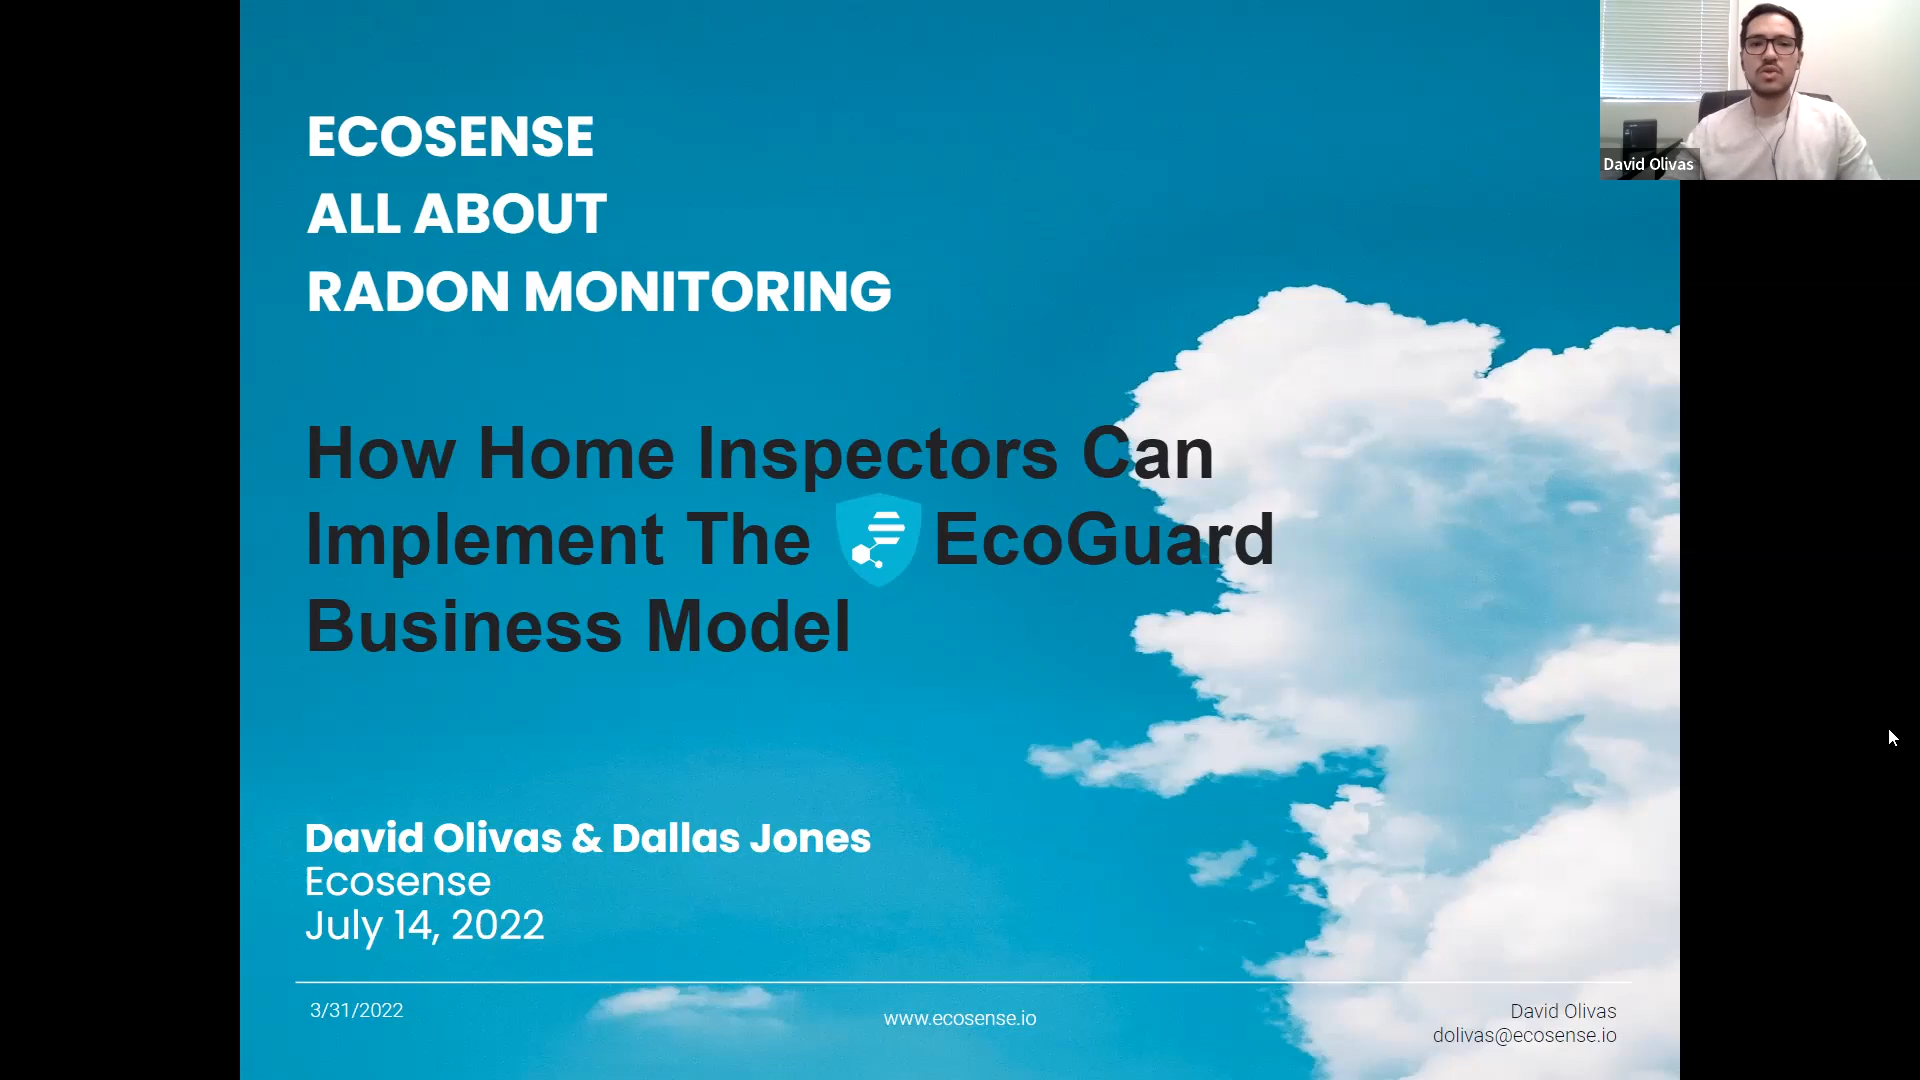 ECOSENSE
ALL ABOUT
RADON MONITORING
How Home Inspectors Can
Implement The EcoGuard
Business Model
David Olivas & Dallas Jones
Ecosense
July 14, 2022
3/31/2022
www.ecosense.io
David Olivas
dolivas@ecosense.io
David Olivas